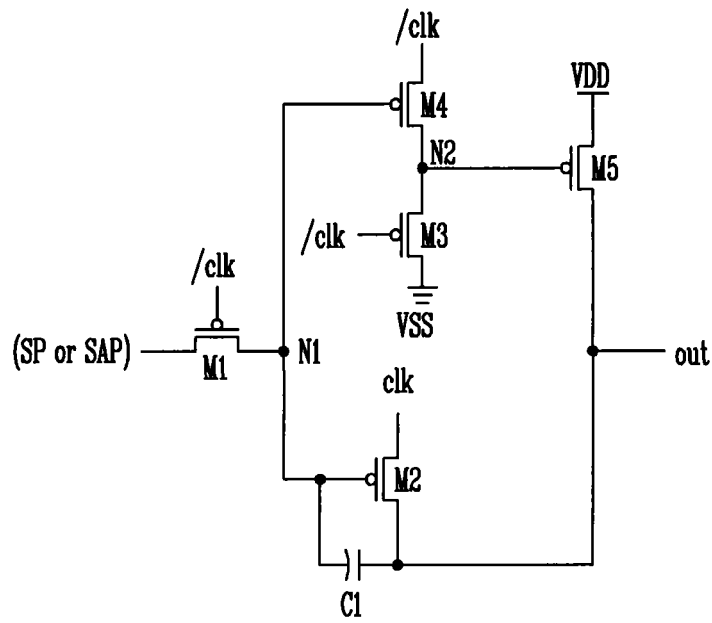 /clk
VDD
M4
N2
M5
/clk
M3
/clk
VSS
(SP or SAP)
M1
N1
out
clk
M2
C1